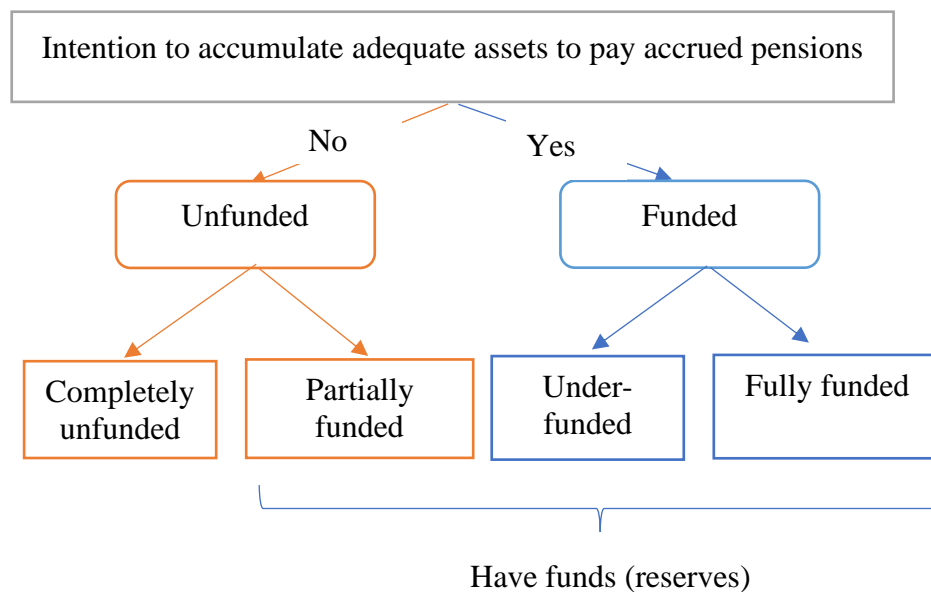 Intention to accumulate adequate assets to pay accrued pensions
No
Yes
Unfunded
Funded
Completely
unfunded
Partially
funded
Under-
funded
Fully funded
Have funds (reserves)